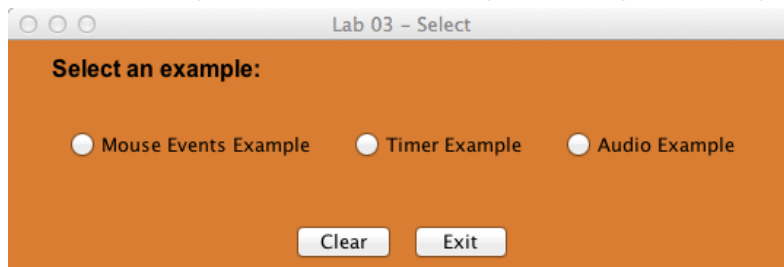 Lab 03 – Select
Select an example:
Mouse Events Example Timer Example Audio Example
Clear Exit